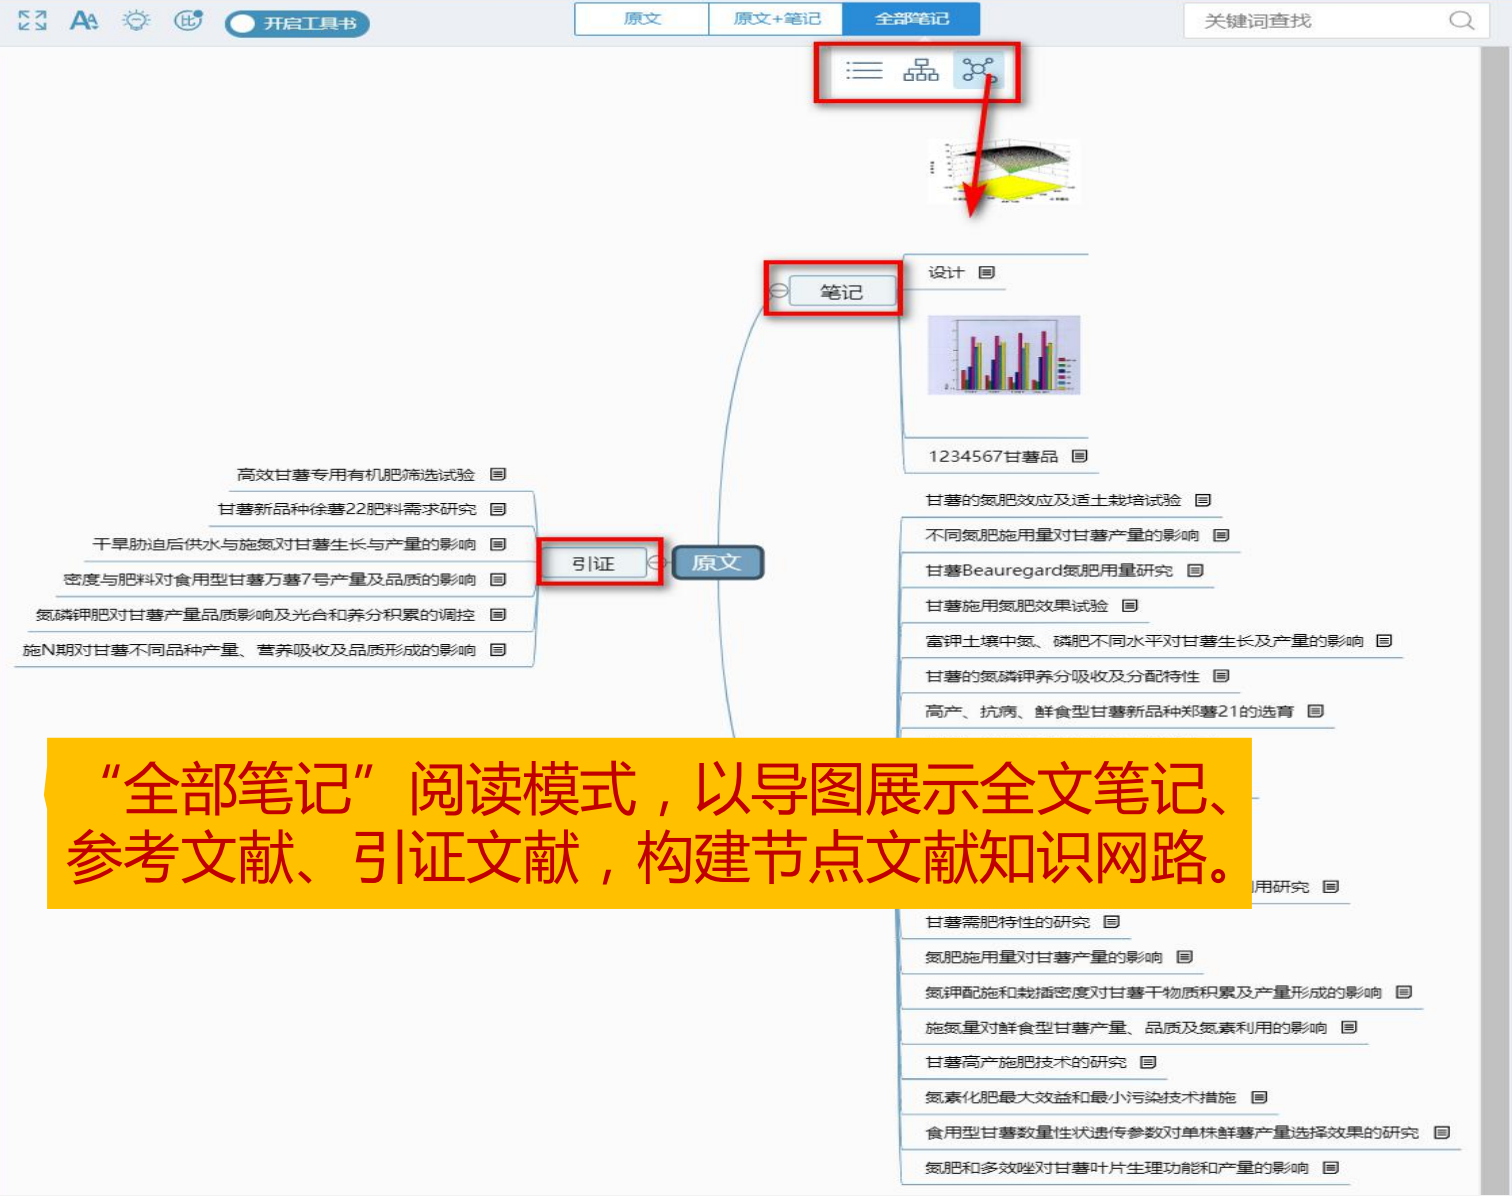 开启工具书
原文
原文+笔记
全部笔记
关键词查找
设计
笔记
1234567甘薯品
高效甘薯专用有机肥筛选试验
甘薯新品种徐薯22肥料需求研究
干旱胁迫后供水与施氮对甘薯生长与产量的影响
密度与肥料对食用型甘薯万薯7号产量及品质的影响
氮磷钾肥对甘薯产量品质影响及光合和养分积累的调控
施N期对甘薯不同品种产量、营养吸收及品质形成的影响
引证
原文
甘薯的氮肥效应及适土栽培试验
不同氮肥施用量对甘薯产量的影响
甘薯Beauregard氮肥用量研究
甘薯施用氮肥效果试验
富钾土壤中氮、磷肥不同水平对甘薯生长及产量的影响
甘薯的氮磷钾养分吸收及分配特性
高产、抗病、鲜食型甘薯新品种郑薯21的选育
“全部笔记”阅读模式，以导图展示全文笔记、
参考文献、引证文献，构建节点文献知识网路。
用研究
甘薯需肥特性的研究
氮肥施用量对甘薯产量的影响
氮钾配施和栽插密度对甘薯干物质积累及产量形成的影响
施氮量对鲜食型甘薯产量、品质及氮素利用的影响
甘薯高产施肥技术的研究
氮素化肥最大效益和最小污染技术措施
食用型甘薯数量性状遗传参数对单株鲜薯产量选择效果的研究
氮肥和多效唑对甘薯叶片生理功能和产量的影响